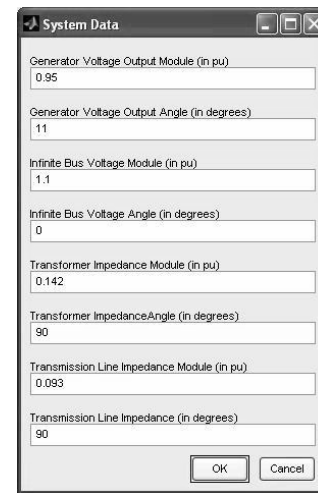 System Data
Generator Voltage Output Module (in pu)
0.95
Generator Voltage Output Angle (in degrees)
11
Infinite Bus Voltage Module (in pu)
1.1
Infinite Bus Voltage Angle (in degrees)
0
Transformer Impedance Module (in pu)
0.142
Transformer ImpedanceAngle (in degrees)
90
Transmission Line Impedance Module (in pu)
0.093
Transmission Line Impedance (in degrees)
90
OK Cancel